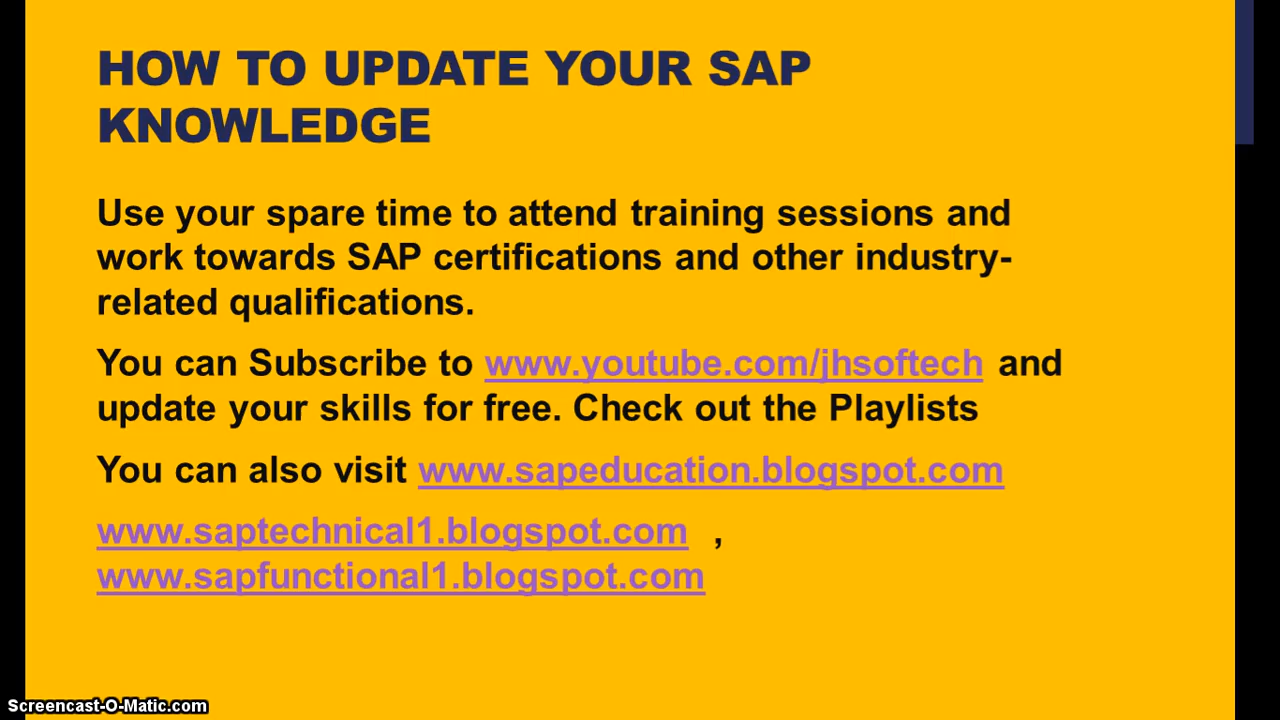 HOW TO UPDATE YOUR SAP
KNOWLEDGE
Use your spare time to attend training sessions and
work towards SAP certifications and other industry-
related qualifications.
You can Subscribe to www.youtube.com/jhsoftech and
update your skills for free. Check out the Playlists
You can also visit www.sapeducation.blogspot.com
www.saptechnical1.blogspot.com ,
www.sapfunctional1.blogspot.com
Screencast-O-Matic.com